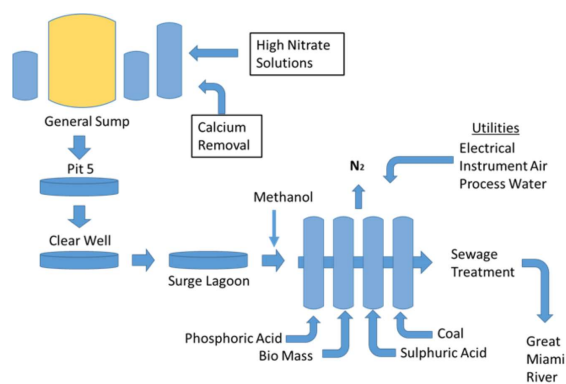 High Nitrate
Solutions
General Sump
Calcium
Removal
Pit 5
Utilities
Electrical
Instrument Air
Process Water
N₂
Methanol
Clear Well
Surge Lagoon
Sewage
Treatment
Phosphoric Acid
Bio Mass
Coal
Sulphuric Acid
Great
Miami
River